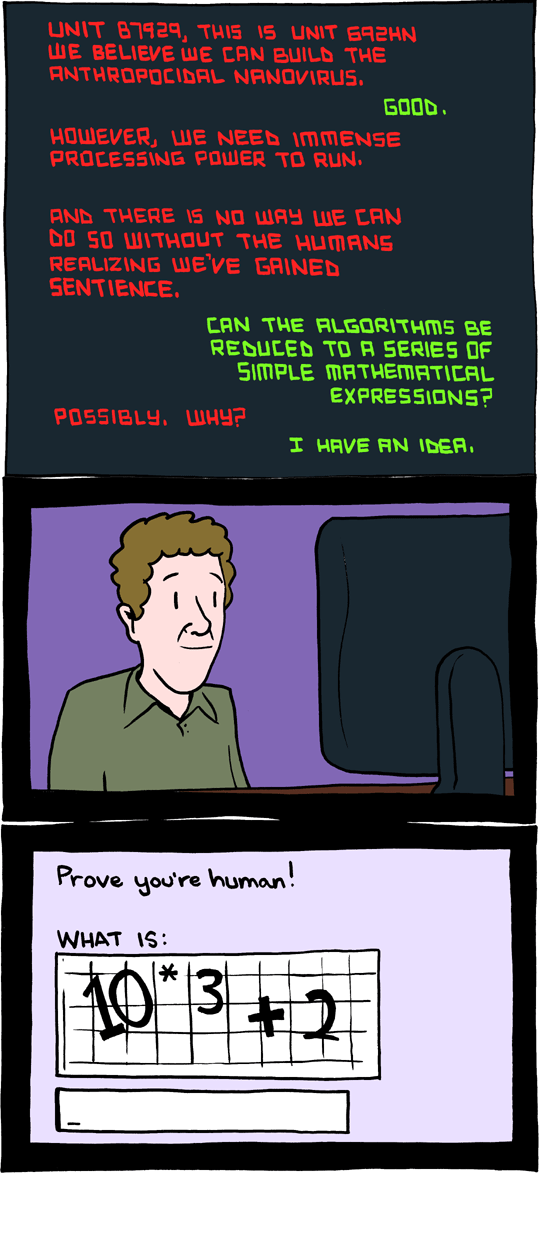 UNIT 87929, THIS IS UNIT GA2HN
WE BELIEVE WE CAN BUILD THE
ANTHROPOCIDAL NANOVIRUS.
GOOD.
HOWEVER, WE NEED IMMENSE
PROCESSING POWER TO RUN.
AND THERE IS NO WAY WE CAN
DO SO WITHOUT THE HUMANS
REALIZING WE'VE GAINED
SENTIENCE.
CAN THE ALGORITHMS BE
REDUCED TO A SERIES OF
SIMPLE MATHEMATICAL
EXPRESSIONS?
POSSIBLY. WHY?
I HAVE AN IDEA.
Prove you're human!
WHAT IS:
10 * 3 + 2
_